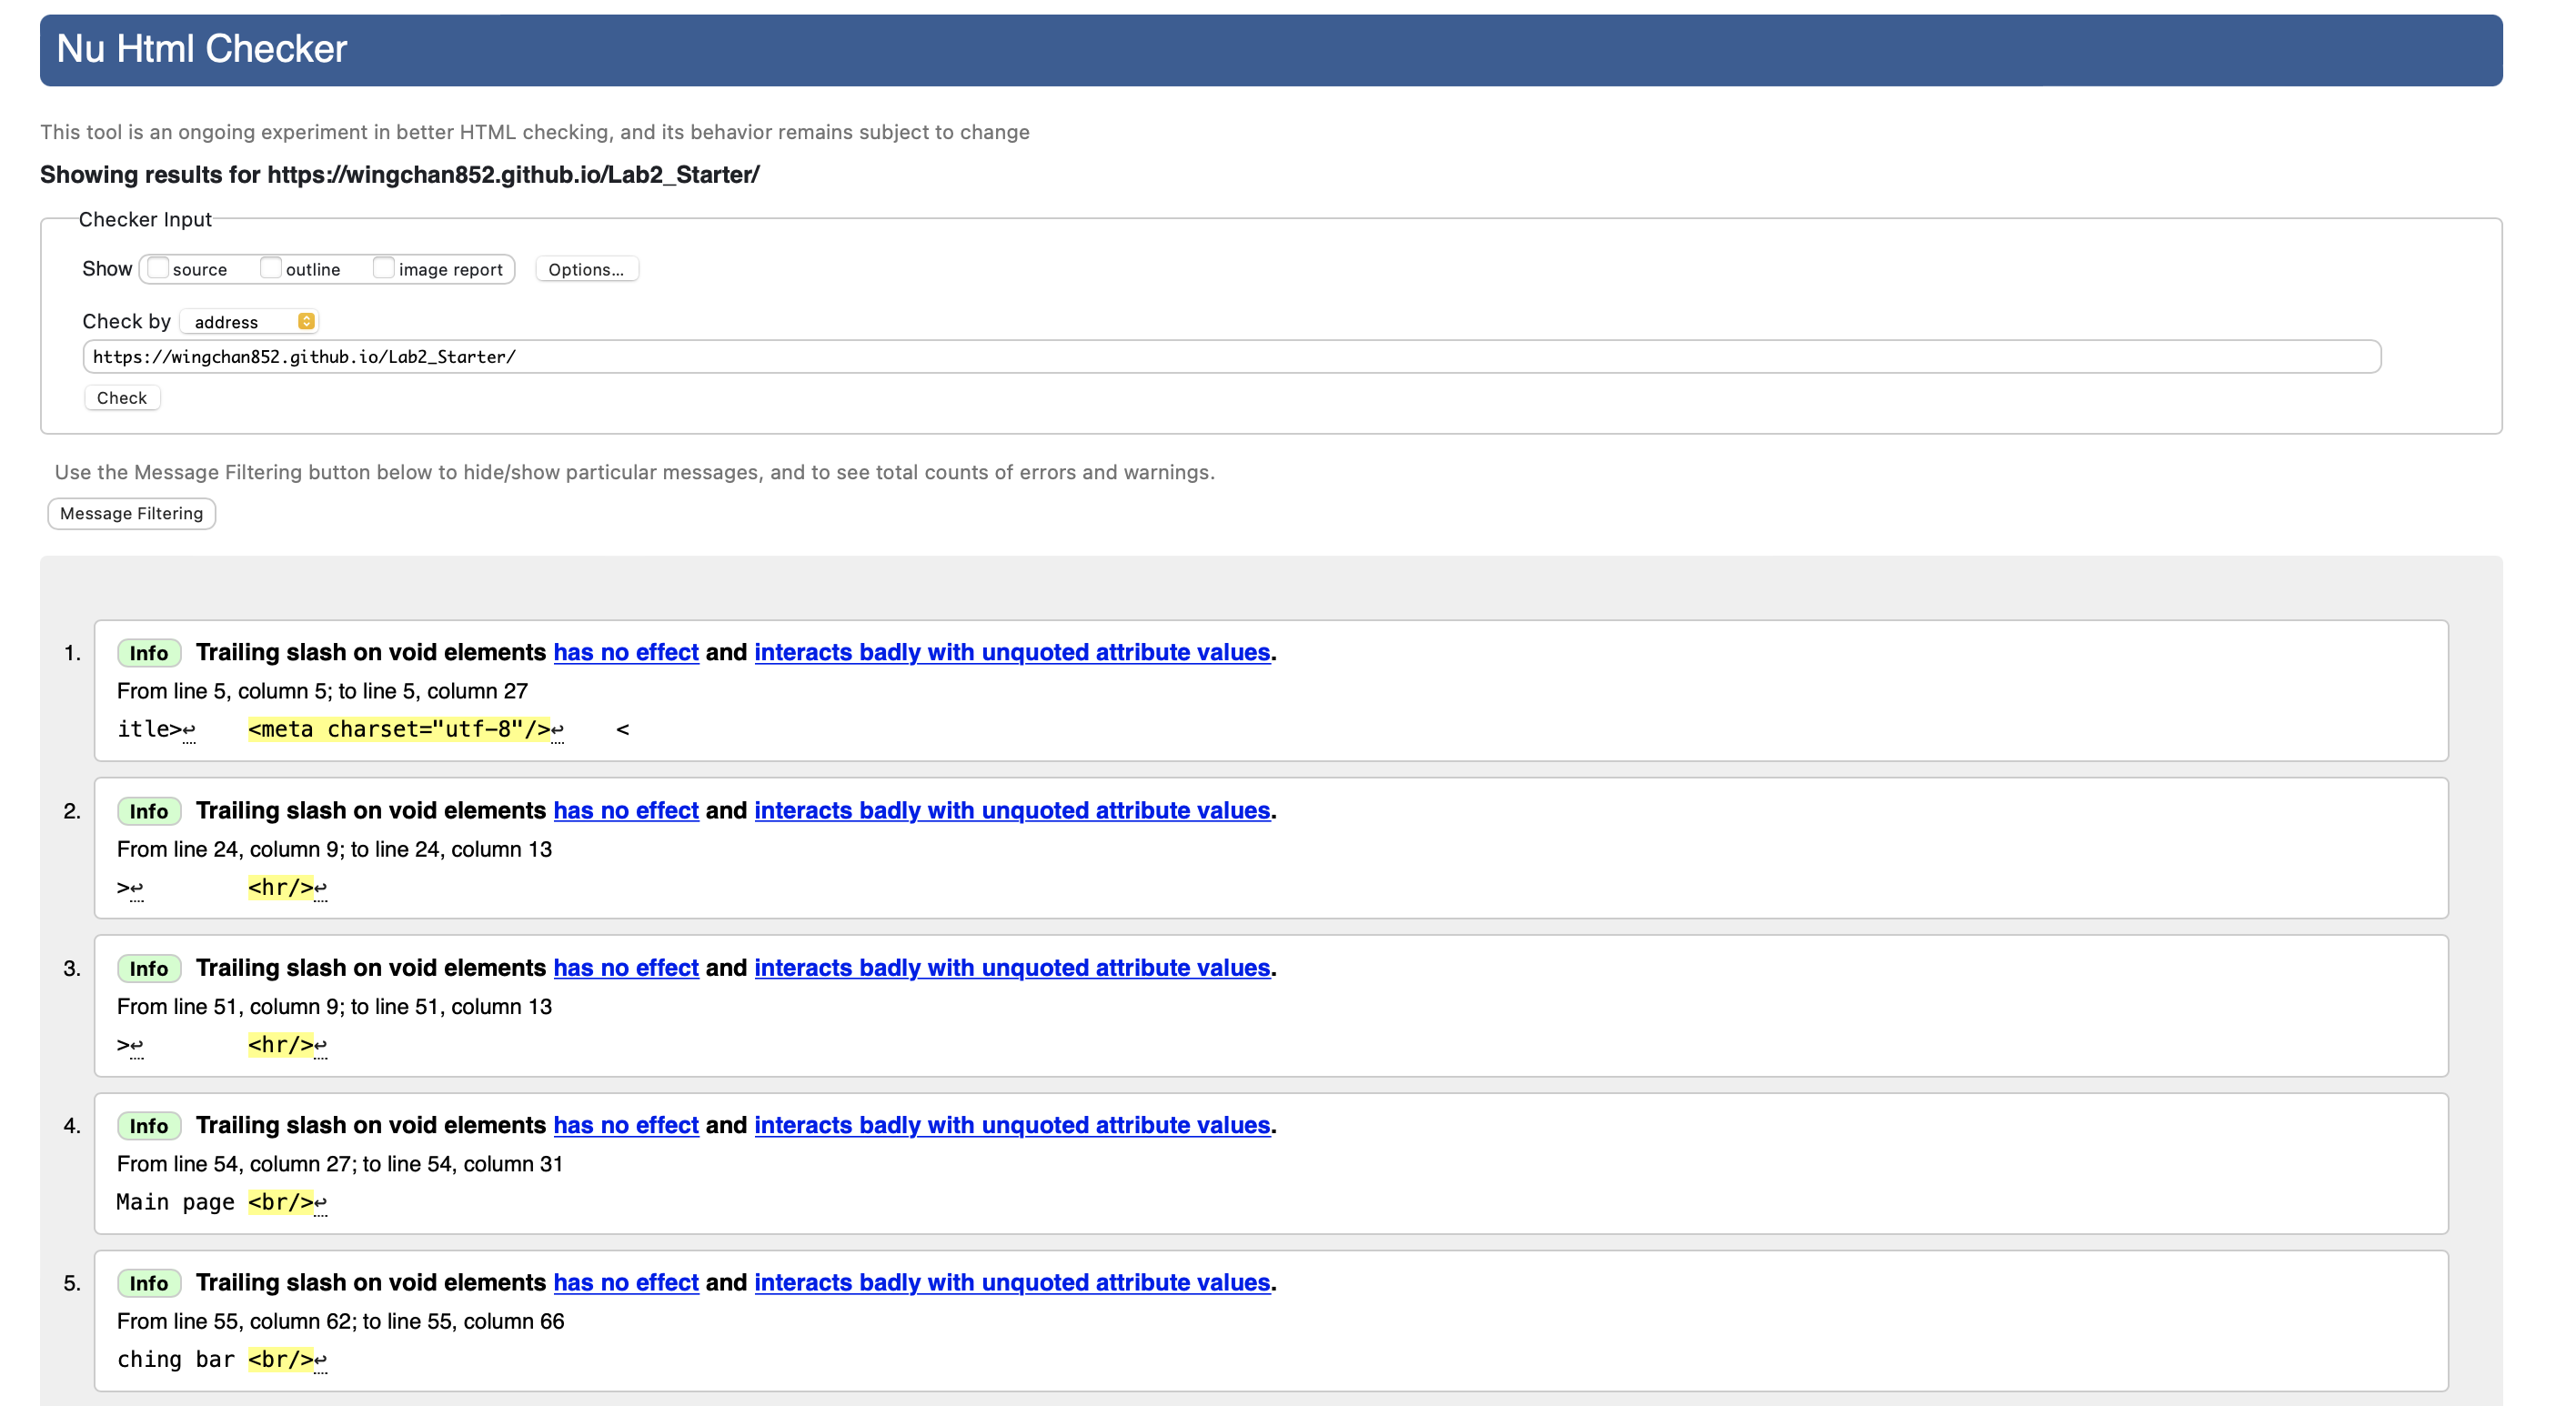 Nu Html Checker
This tool is an ongoing experiment in better HTML checking, and its behavior remains subject to change
Showing results for https://wingchan852.github.io/Lab2_Starter/
Checker Input
Show source outline image report Options...
Check by address
https://wingchan852.github.io/Lab2_Starter/
Check
Use the Message Filtering button below to hide/show particular messages, and to see total counts of errors and warnings.
Message Filtering
1. Info Trailing slash on void elements has no effect and interacts badly with unquoted attribute values.
From line 5, column 5; to line 5, column 27
itle>↩ <meta charset="utf-8"/>↩ <
2. Info Trailing slash on void elements has no effect and interacts badly with unquoted attribute values.
From line 24, column 9; to line 24, column 13
>↩ <hr/>↩
3. Info Trailing slash on void elements has no effect and interacts badly with unquoted attribute values.
From line 51, column 9; to line 51, column 13
>↩ <hr/>↩
4. Info Trailing slash on void elements has no effect and interacts badly with unquoted attribute values.
From line 54, column 27; to line 54, column 31
Main page <br/>↩
5. Info Trailing slash on void elements has no effect and interacts badly with unquoted attribute values.
From line 55, column 62; to line 55, column 66
ching bar <br/>↩